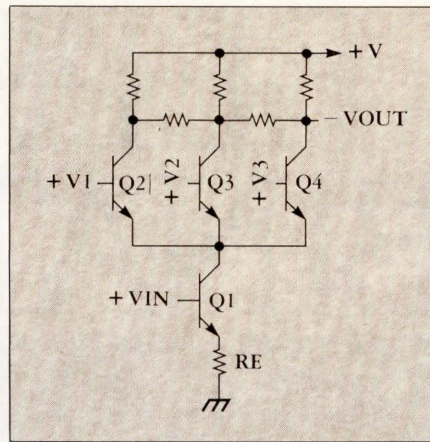 + V
– VOUT
+ V1
Q2
+ V2
Q3
+ V3
Q4
+ VIN
Q1
RE